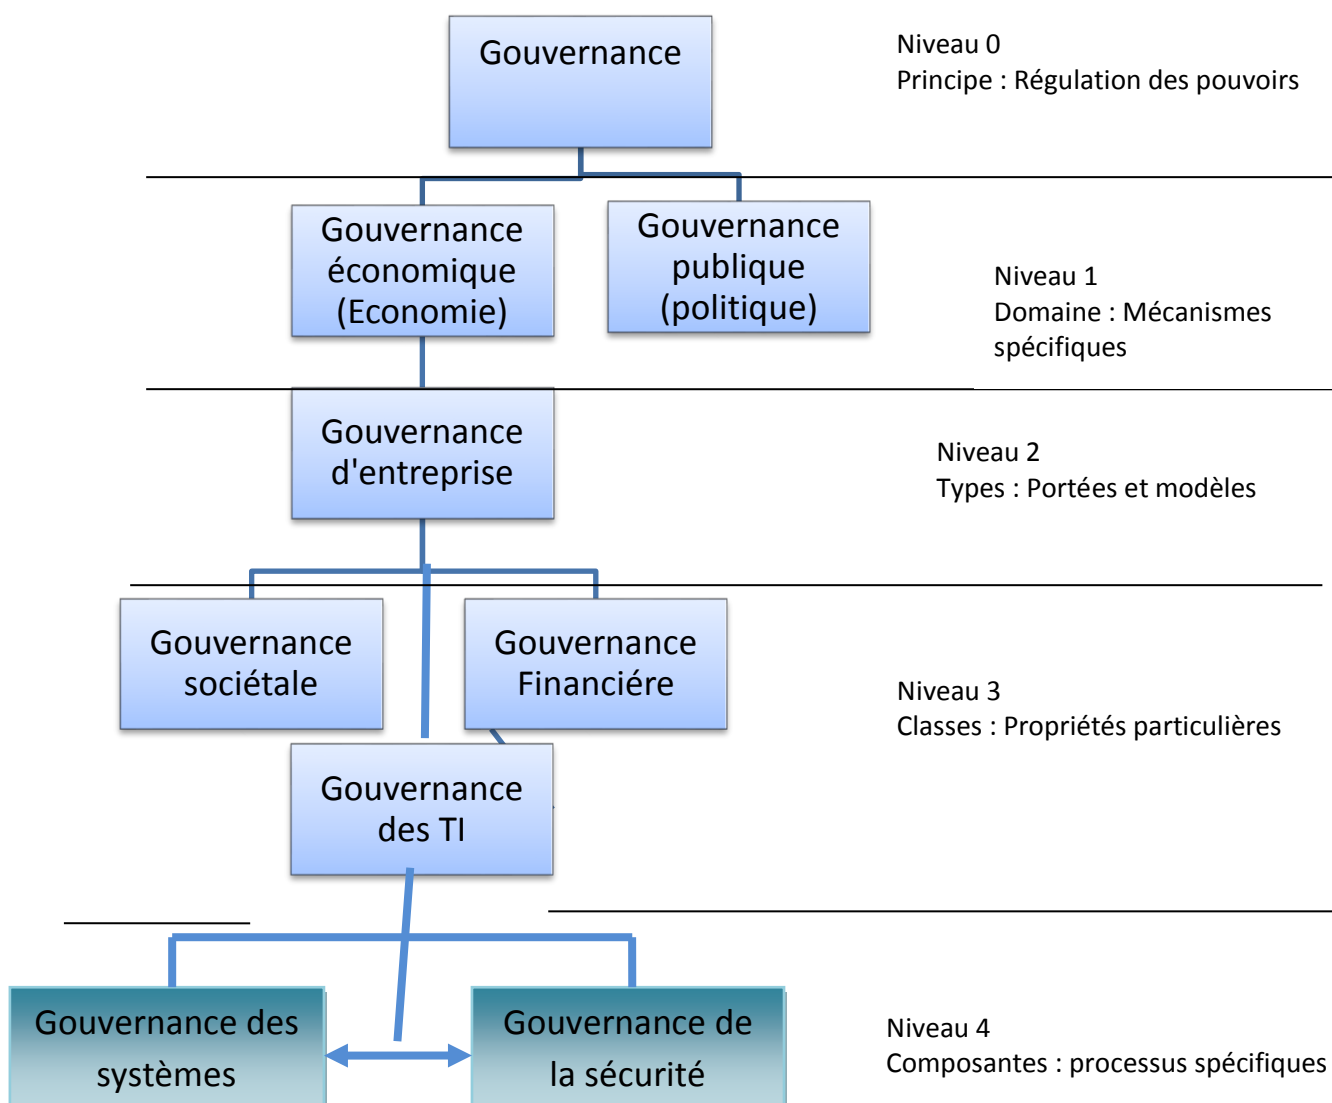 Gouvernance
Niveau 0
Principe : Régulation des pouvoirs
Gouvernance
économique
(Economie)
Gouvernance
publique
(politique)
Niveau 1
Domaine : Mécanismes
spécifiques
Gouvernance
d'entreprise
Niveau 2
Types : Portées et modèles
Gouvernance
sociétale
Gouvernance
Financiére
Niveau 3
Classes : Propriétés particulières
Gouvernance
des TI
Gouvernance des
systèmes
Gouvernance de
la sécurité
Niveau 4
Composantes : processus spécifiques